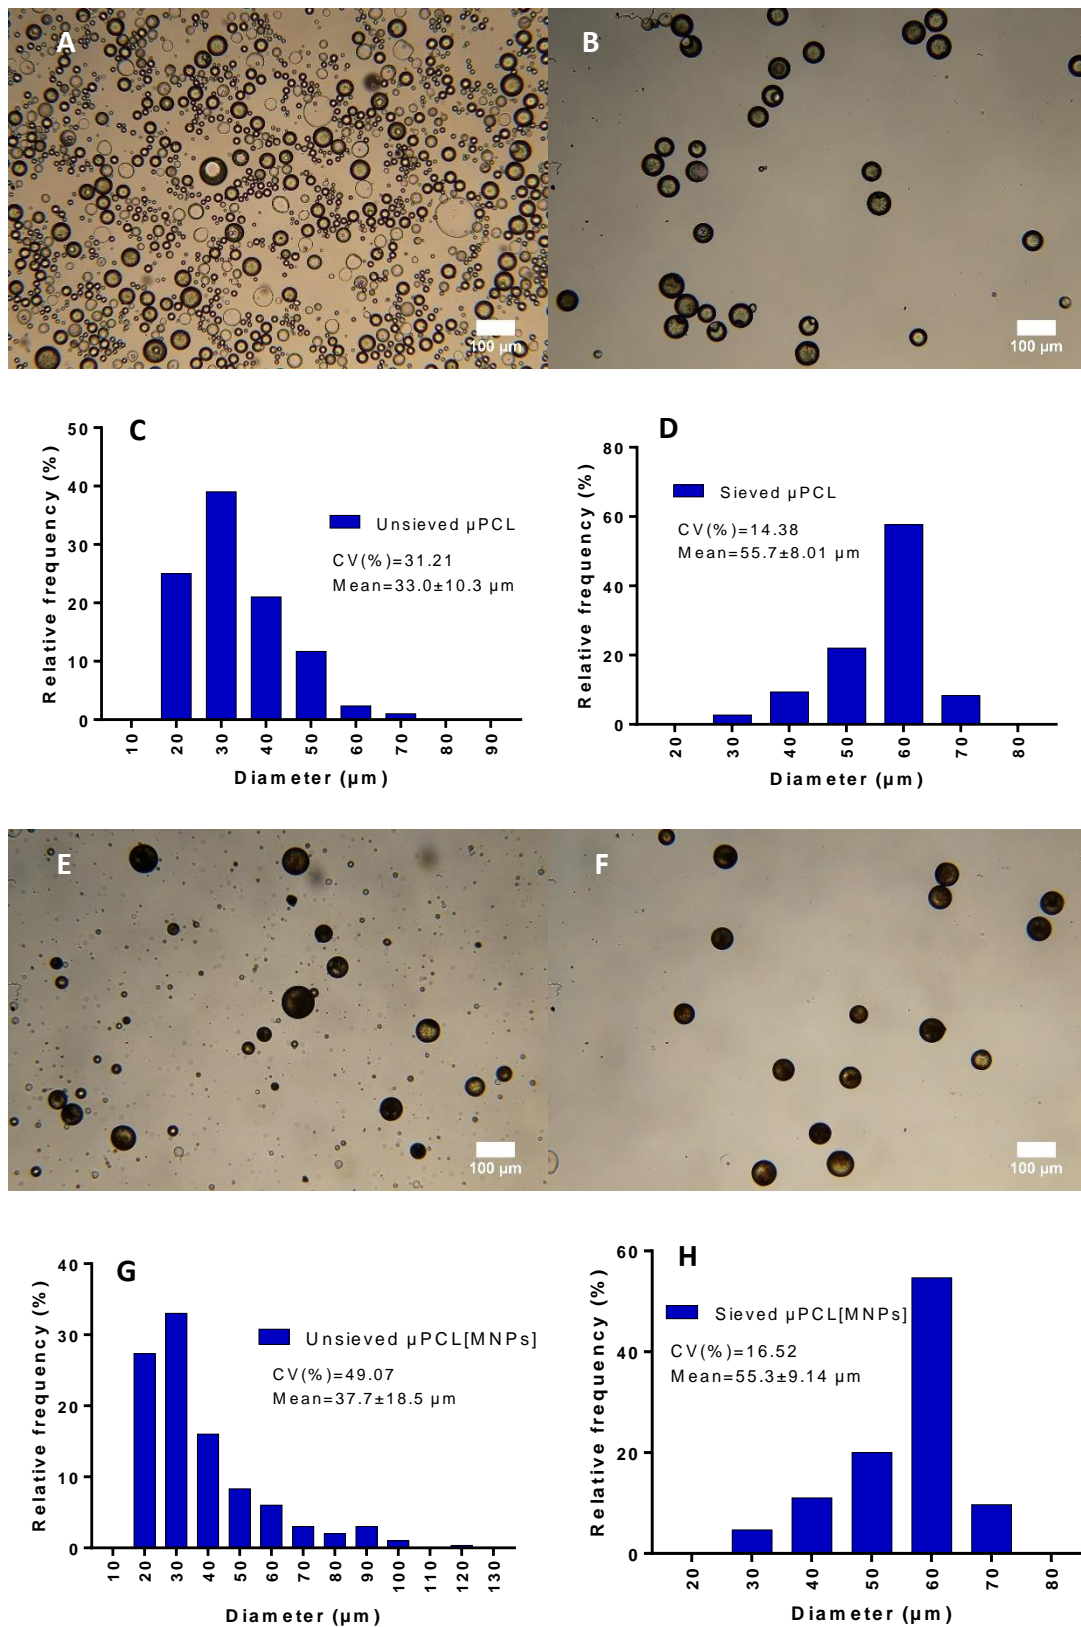 A
B
100 µm
100 µm
C
50
40
30
20
10
0
Relative frequency (%)
Unsieved µPCL
CV(%)=31.21
Mean=33.0±10.3 µm
10 20 30 40 50 60 70 80 90
Diameter (µm)
D
80
60
40
20
0
Relative frequency (%)
Sieved µPCL
CV(%)=14.38
Mean=55.7±8.01 µm
20 30 40 50 60 70 80
Diameter (µm)
E
F
100 µm
100 µm
G
40
30
20
10
0
Relative frequency (%)
Unsieved µPCL[MNPs]
CV(%)=49.07
Mean=37.7±18.5 µm
10 20 30 40 50 60 70 80 90 100 110 120 130
Diameter (µm)
H
60
40
20
0
Relative frequency (%)
Sieved µPCL[MNPs]
CV(%)=16.52
Mean=55.3±9.14 µm
20 30 40 50 60 70 80
Diameter (µm)